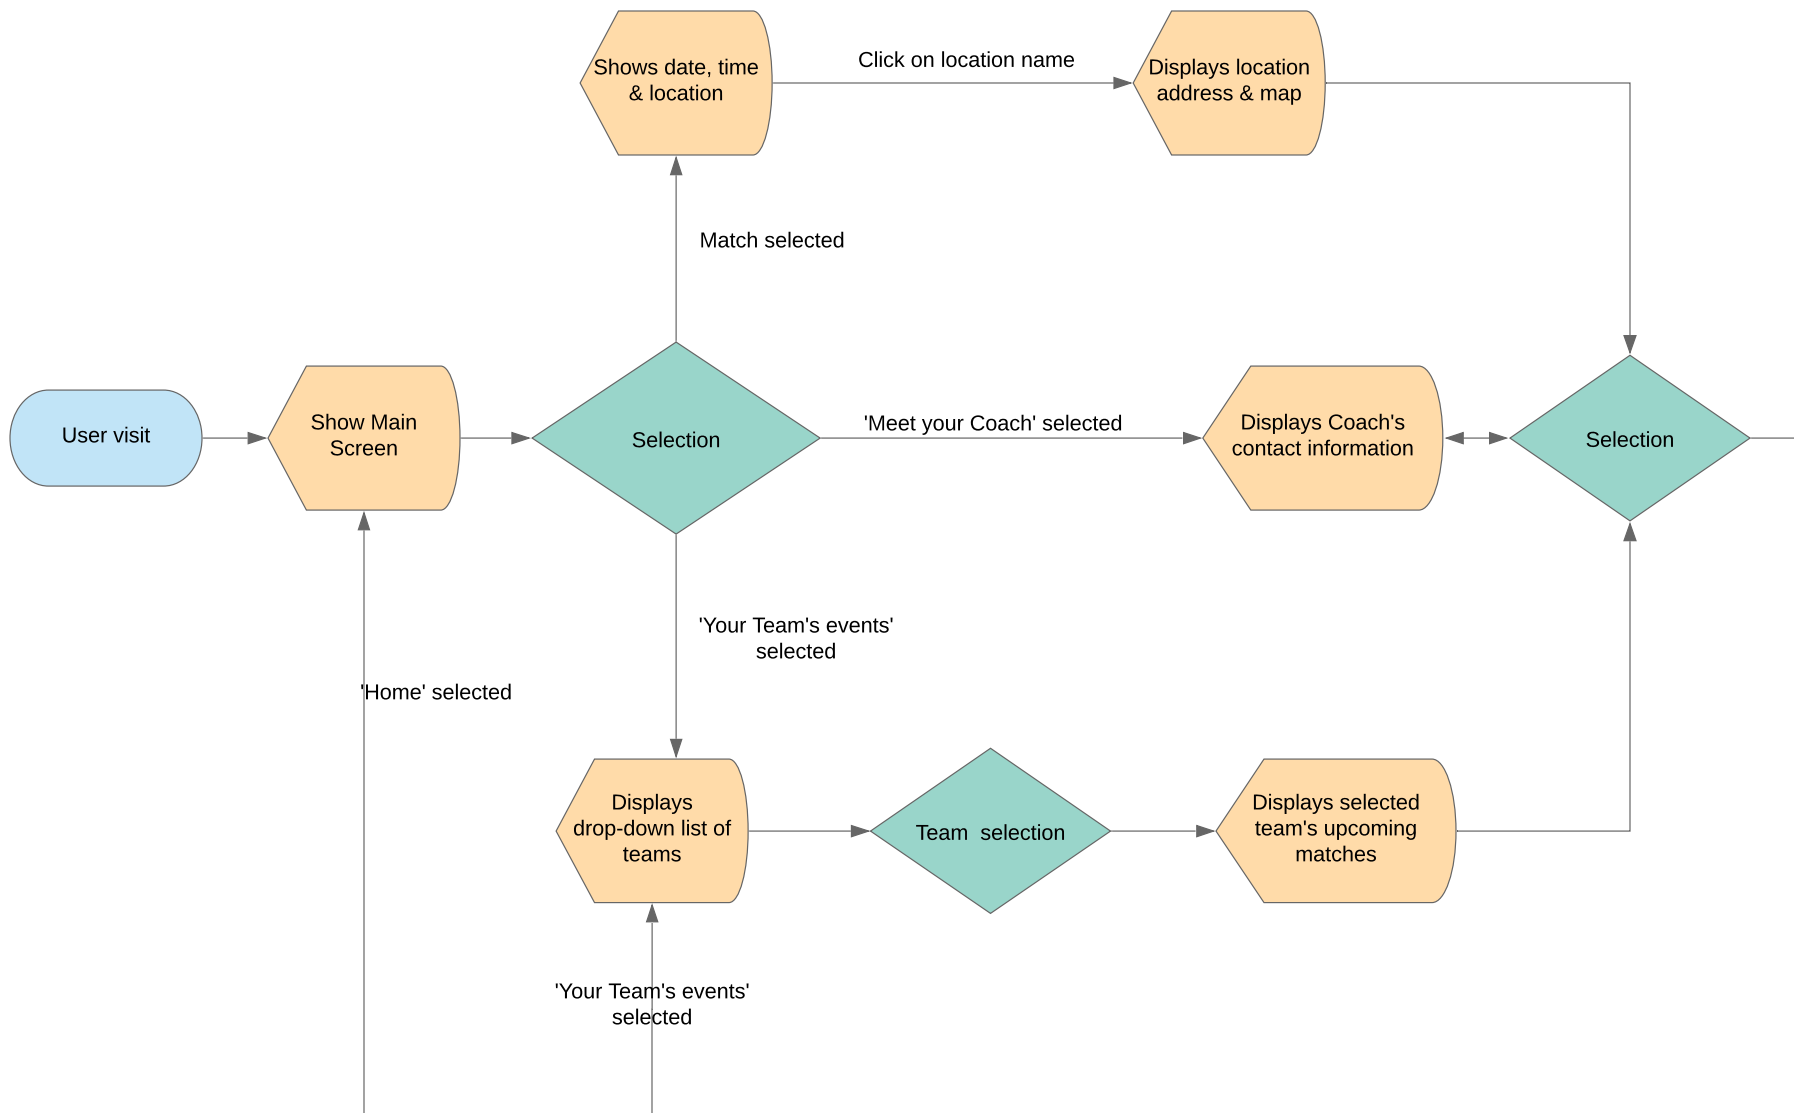 Shows date, time
& location
Click on location name
Displays location
address & map
Match selected
User visit
Show Main
Screen
Selection
'Meet your Coach' selected
Displays Coach's
contact information
Selection
'Your Team's events'
selected
'Home' selected
Displays
drop-down list of
teams
Team  selection
Displays selected
team's upcoming
matches
'Your Team's events'
selected